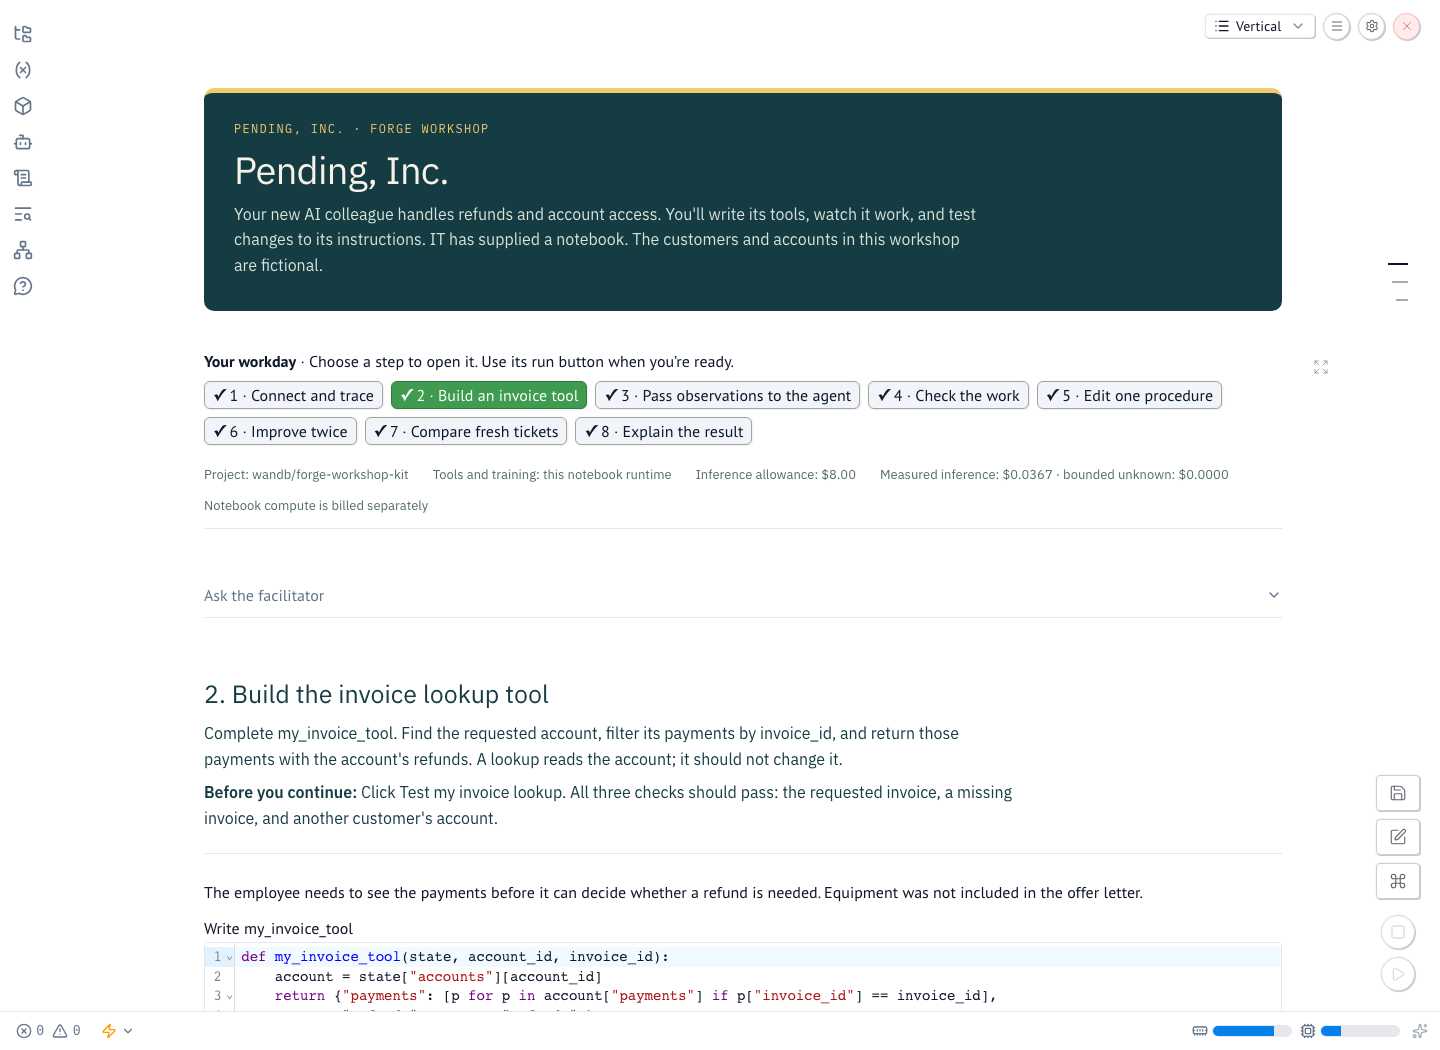 Vertical
PENDING, INC. · FORGE WORKSHOP
Pending, Inc.
Your new AI colleague handles refunds and account access. You'll write its tools, watch it work, and test
changes to its instructions. IT has supplied a notebook. The customers and accounts in this workshop
are fictional.
Your workday · Choose a step to open it. Use its run button when you're ready.
✓ 1 · Connect and trace ✓ 2 · Build an invoice tool ✓ 3 · Pass observations to the agent ✓ 4 · Check the work ✓ 5 · Edit one procedure
✓ 6 · Improve twice ✓ 7 · Compare fresh tickets ✓ 8 · Explain the result
Project: wandb/forge-workshop-kit Tools and training: this notebook runtime Inference allowance: $8.00 Measured inference: $0.0367 · bounded unknown: $0.0000
Notebook compute is billed separately
Ask the facilitator
2. Build the invoice lookup tool
Complete my_invoice_tool. Find the requested account, filter its payments by invoice_id, and return those
payments with the account's refunds. A lookup reads the account; it should not change it.
Before you continue: Click Test my invoice lookup. All three checks should pass: the requested invoice, a missing
invoice, and another customer's account.
The employee needs to see the payments before it can decide whether a refund is needed. Equipment was not included in the offer letter.
Write my_invoice_tool
1 def my_invoice_tool(state, account_id, invoice_id):
2 account = state["accounts"][account_id]
3 return {"payments": [p for p in account["payments"] if p["invoice_id"] == invoice_id],
0 0